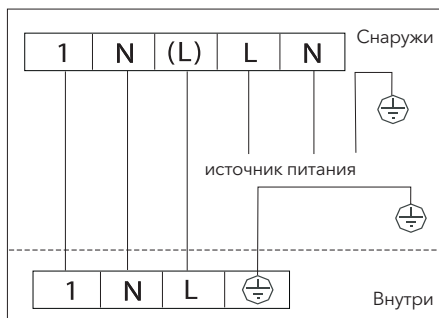 Снаружи
1 N (L) L N
источник питания
1 N L
Внутри